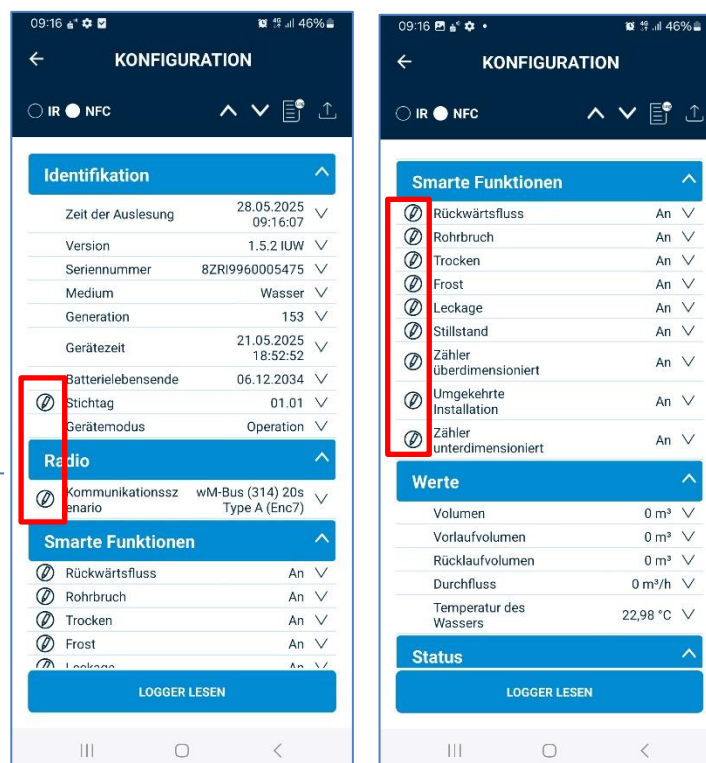 09:16 46%
KONFIGURATION
IR NFC
Identifikation
Zeit der Auslesung 28.05.2025
09:16:07
Version 1.5.2 IUW
Seriennummer 8ZRI9960005475
Medium Wasser
Generation 153
Gerätezeit 21.05.2025
18:52:52
Batterielebensende 06.12.2034
Stichtag 01.01
Gerätemodus Operation
Radio
Kommunikationssz wM-Bus (314) 20s
enario Type A (Enc7)
Smarte Funktionen
Rückwärtsfluss An
Rohrbruch An
Trocken An
Frost An
Leckage An
LOGGER LESEN
09:16 4G 46%
KONFIGURATION
IR NFC
Smarte Funktionen
Rückwärtsfluss An
Rohrbruch An
Trocken An
Frost An
Leckage An
Stillstand An
Zähler
überdimensioniert An
Umgekehrte
Installation An
Zähler
unterdimensioniert An
Werte
Volumen 0 m³
Vorlaufvolumen 0 m³
Rücklaufvolumen 0 m³
Durchfluss 0 m³/h
Temperatur des
Wassers 22,98 °C
Status
LOGGER LESEN